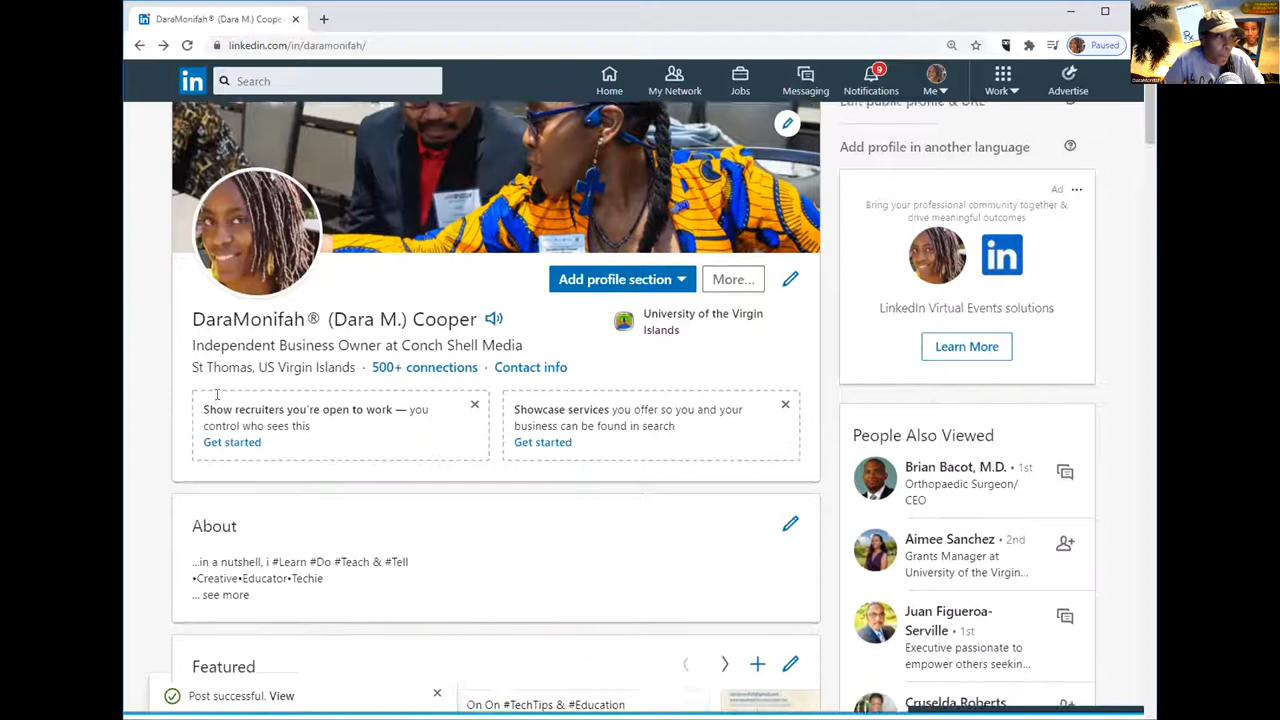 DaraMonifah® (Dara M.) Coope
Paused
linkedin.com/in/daramonifah/
in
Search
Home
My Network
Jobs
Messaging
9
Notifications
Me
Work
Advertise
Add profile in another language
Ad
Bring your professional community together &
drive meaningful outcomes
in
LinkedIn Virtual Events solutions
Learn More
Add profile section
More...
DaraMonifah® (Dara M.) Cooper
University of the Virgin
Islands
Independent Business Owner at Conch Shell Media
St Thomas, US Virgin Islands · 500+ connections · Contact info
Show recruiters you're open to work — you
control who sees this
Get started
Showcase services you offer so you and your
business can be found in search
Get started
About
...in a nutshell, i #Learn #Do #Teach & #Tell
•Creative•Educator•Techie
... see more
Featured
Post successful. View
On On #TechTips & #Education
People Also Viewed
Brian Bacot, M.D. • 1st
Orthopaedic Surgeon/
CEO
Aimee Sanchez • 2nd
Grants Manager at
University of the Virgin...
Juan Figueroa-
Serville • 1st
Executive passionate to
empower others seekin...
Cruselda Roberts